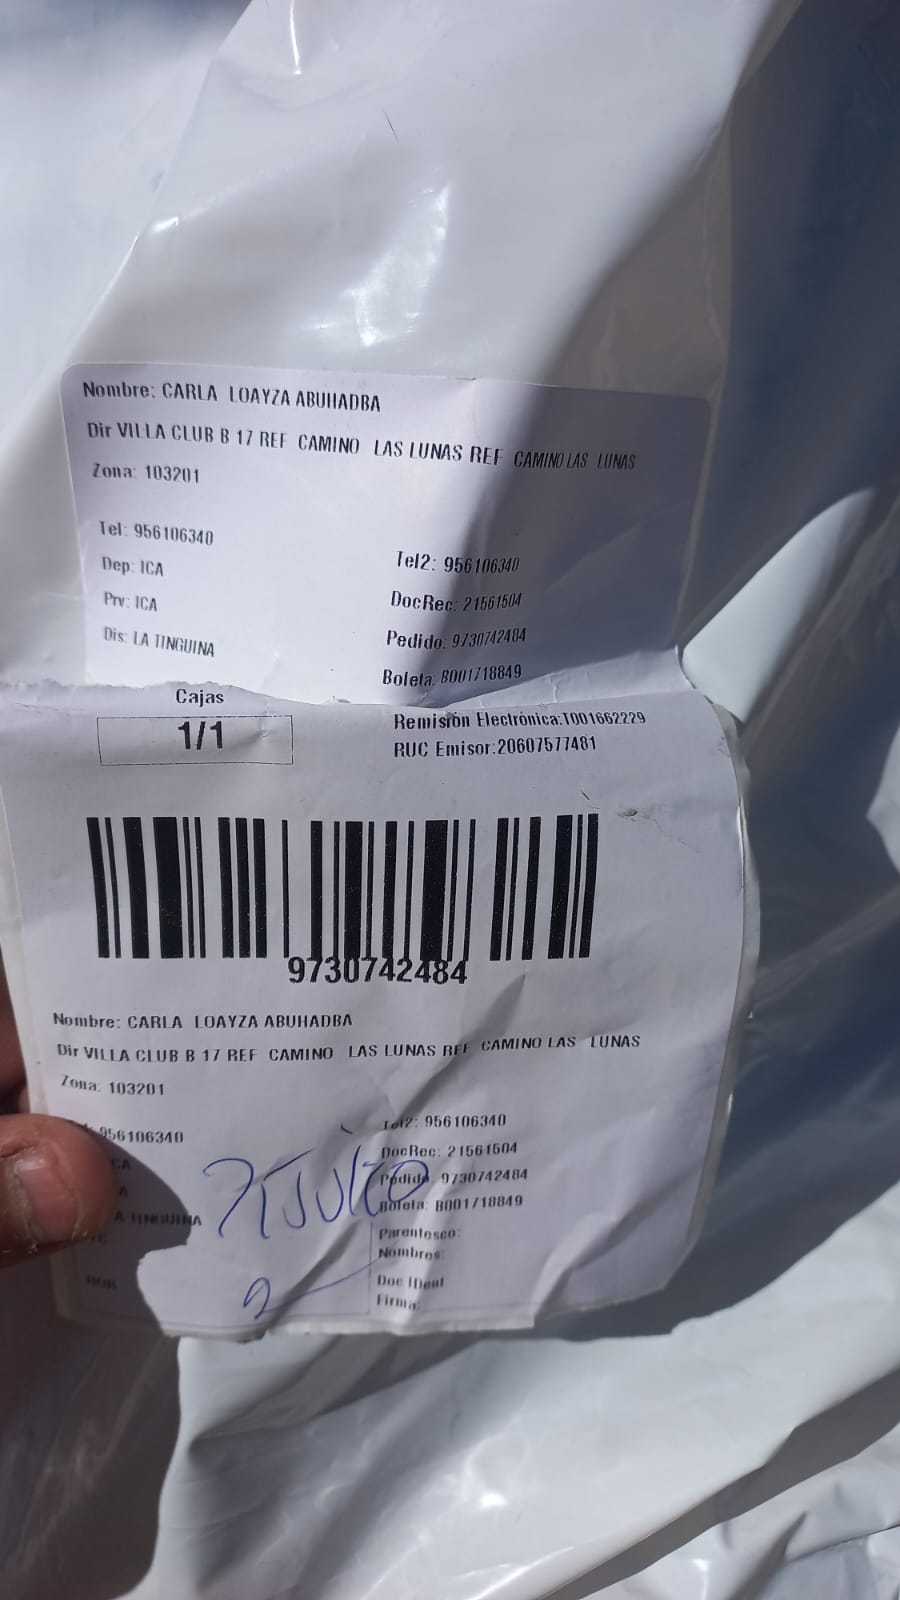 Nombre: CARLA LOAYZA ABUHADBA
Dir VILLA CLUB B 17 REF CAMINO LAS LUNAS REF CAMINO LAS LUNAS
Zona: 103201
Tel: 956106340
Tel2: 956106340
Dep: ICA
DocRec: 21561504
Prv: ICA
Pedido: 9730742484
Dis: LA TINGUINA
Boleta: B001718849
Cajas
1/1
Remisión Electrónica:T001662229
RUC Emisor:20607577481
9730742484
Nombre: CARLA LOAYZA ABUHADBA
Dir VILLA CLUB B 17 REF CAMINO LAS LUNAS REF CAMINO LAS LUNAS
Zona: 103201
956106340
Tel2: 956106340
CA
DocRec: 21561504
A
Pedido: 9730742484
A TINGUINA
Boleta: B001718849
Parentesco:
Nombres:
Doc IDent
Firma:
2